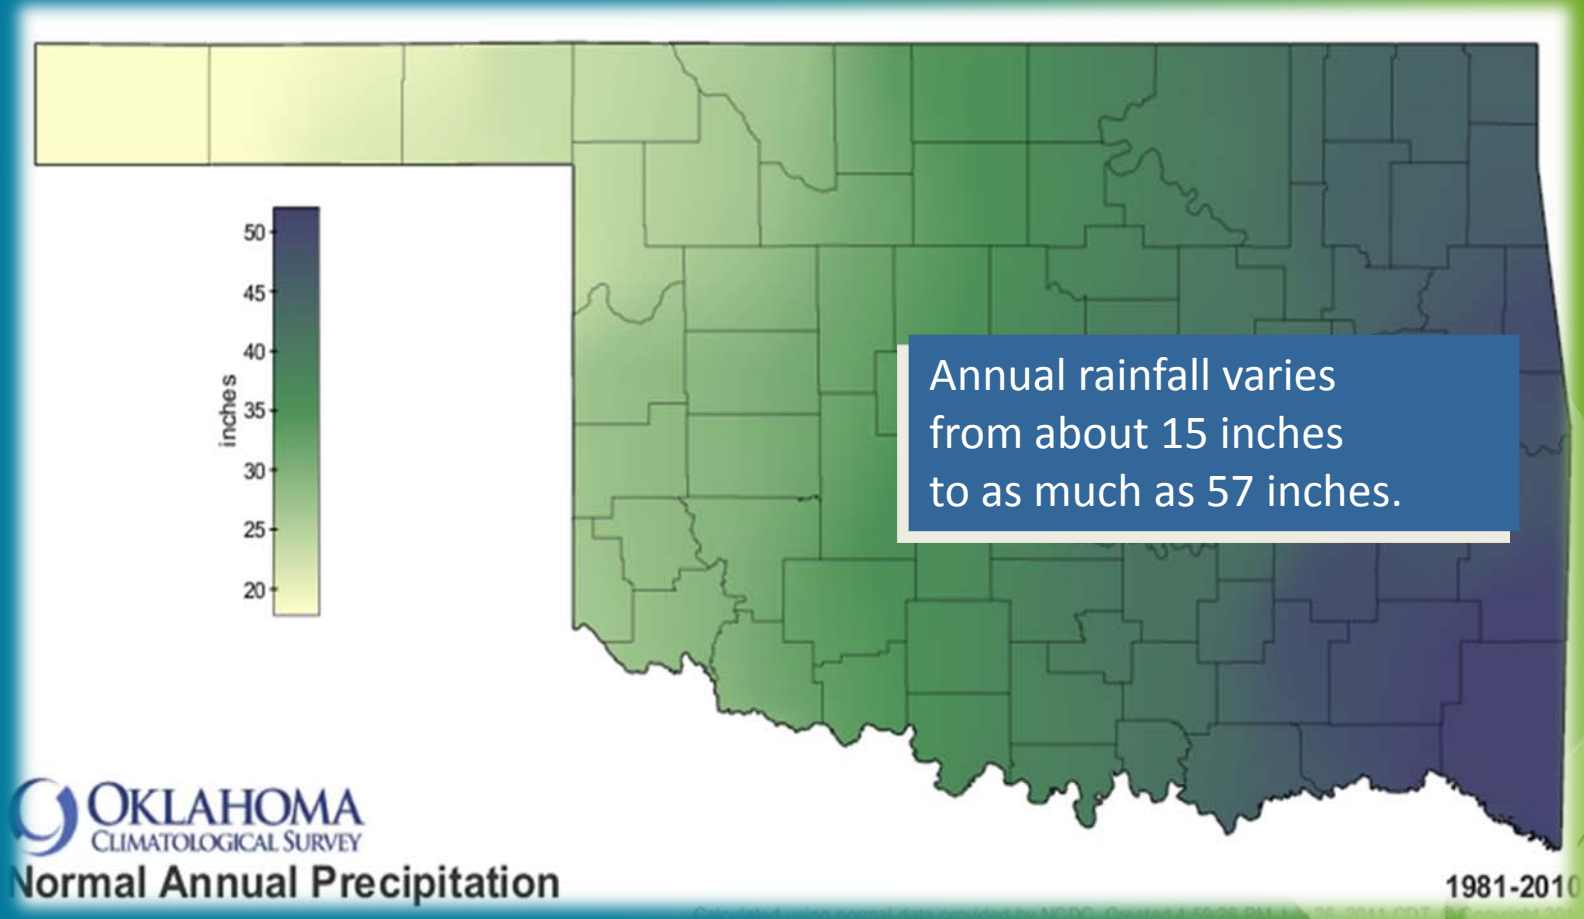 50
45
40
35
30
25
20
inches
Annual rainfall varies
from about 15 inches
to as much as 57 inches.
OKLAHOMA
CLIMATOLOGICAL SURVEY
Normal Annual Precipitation
1981-2010